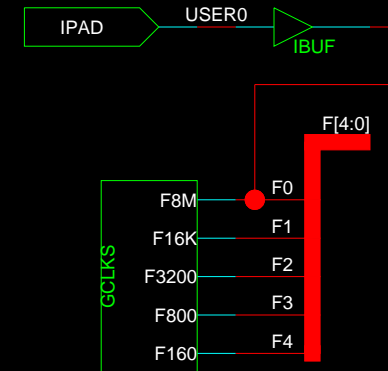 IPAD
USER0
IBUF
F[4:0]
GCLKS
F8M
F0
F16K
F1
F3200
F2
F800
F3
F160
F4